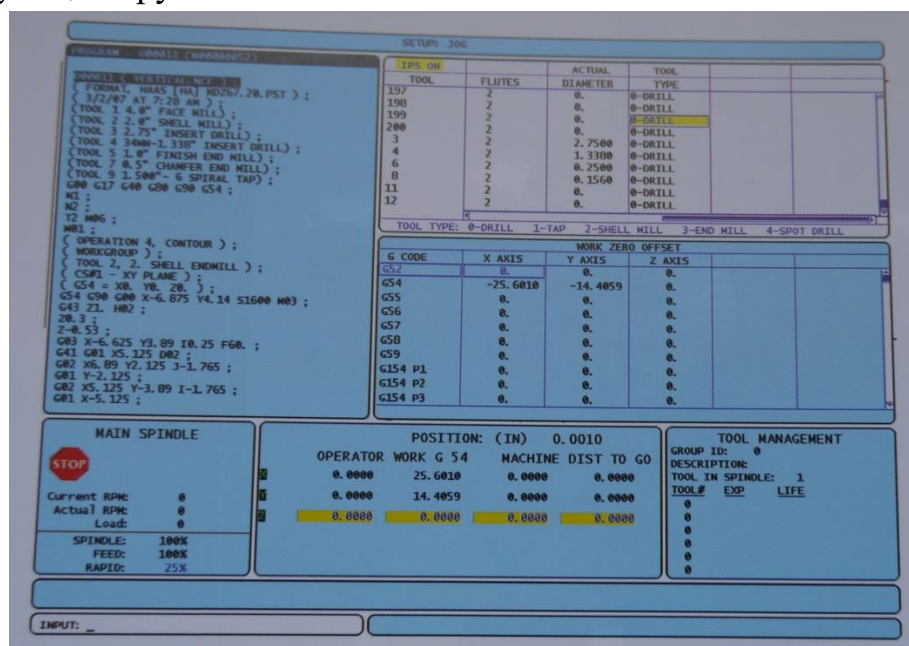 SETUP: JOG
PROGRAM - O00011 (N00000052)
O00011 ( VERTICAL NCF ) ;
( FORMAT, HAAS [HA] NDZ67.20.PST ) ;
( 3/2/07 AT 7:28 AM ) ;
(TOOL 1 4.0" FACE MILL) ;
(TOOL 2 2.0" SHELL MILL) ;
(TOOL 3 2.75" INSERT DRILL) ;
(TOOL 4 34MM-1.338" INSERT DRILL) ;
(TOOL 5 1.0" FINISH END MILL) ;
(TOOL 7 0.5" CHAMFER END MILL) ;
(TOOL 9 1.500"- 6 SPIRAL TAP) ;
G00 G17 G40 G80 G90 G54 ;
N1 ;
N2 ;
T2 M06 ;
M01 ;
( OPERATION 4, CONTOUR ) ;
( WORKGROUP ) ;
( TOOL 2, 2. SHELL ENDMILL ) ;
( CS#1 - XY PLANE ) ;
( G54 = X0. Y0. Z0. ) ;
G54 G90 G00 X-6.875 Y4.14 S1600 M03 ;
G43 Z1. H02 ;
Z0.3 ;
Z-0.53 ;
G03 X-6.625 Y3.89 I0.25 F60. ;
G41 G01 X5.125 D02 ;
G02 X6.89 Y2.125 J-1.765 ;
G01 Y-2.125 ;
G02 X5.125 Y-3.89 I-1.765 ;
G01 X-5.125 ;
IPS ON
TOOL FLUTES ACTUAL DIAMETER TOOL TYPE
197 2 0. 0-DRILL
198 2 0. 0-DRILL
199 2 0. 0-DRILL
200 2 0. 0-DRILL
3 2 2.7500 0-DRILL
4 2 1.3380 0-DRILL
6 2 0.2500 0-DRILL
8 2 0.1560 0-DRILL
11 2 0. 0-DRILL
12 2 0. 0-DRILL
TOOL TYPE: 0-DRILL 1-TAP 2-SHELL MILL 3-END MILL 4-SPOT DRILL
WORK ZERO OFFSET
G CODE X AXIS Y AXIS Z AXIS
G52 0. 0. 0.
G54 -25.6010 -14.4059 0.
G55 0. 0. 0.
G56 0. 0. 0.
G57 0. 0. 0.
G58 0. 0. 0.
G59 0. 0. 0.
G154 P1 0. 0. 0.
G154 P2 0. 0. 0.
G154 P3 0. 0. 0.
MAIN SPINDLE
STOP
Current RPM: 0
Actual RPM: 0
Load: 0
SPINDLE: 100%
FEED: 100%
RAPID: 25%
POSITION: (IN) 0.0010
OPERATOR WORK G 54 MACHINE DIST TO GO
X 0.0000 25.6010 0.0000 0.0000
Y 0.0000 14.4059 0.0000 0.0000
Z 0.0000 0.0000 0.0000 0.0000
TOOL MANAGEMENT
GROUP ID: 0
DESCRIPTION:
TOOL IN SPINDLE: 1
TOOL# EXP LIFE
0
0
0
0
0
0
INPUT: _